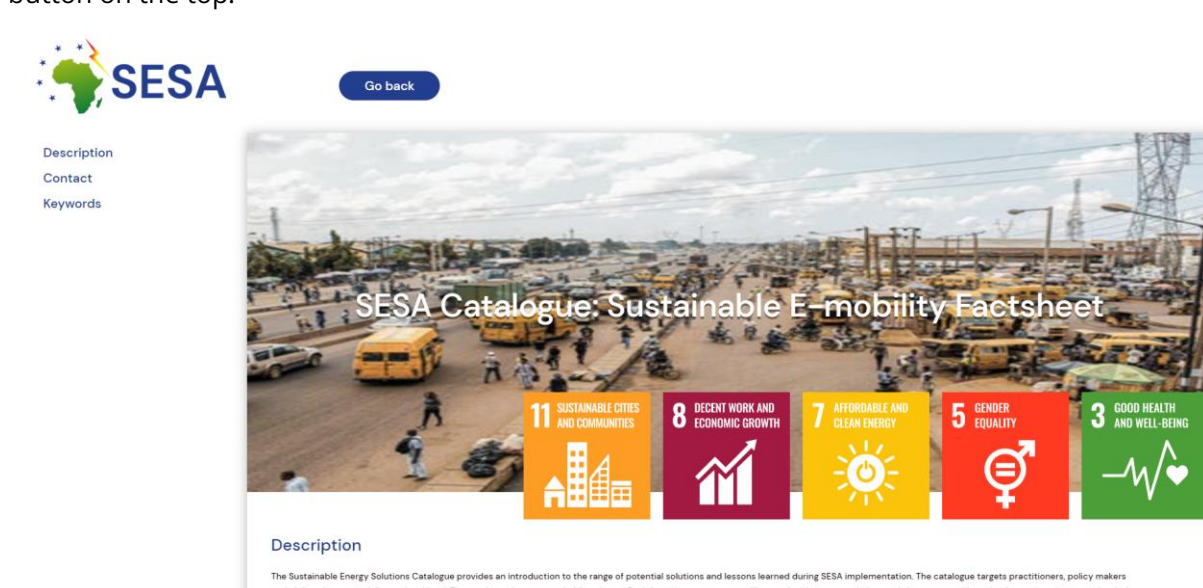 button on the top.
SESA
Go back
Description
Contact
Keywords
SESA Catalogue: Sustainable E-mobility Factsheet
11 SUSTAINABLE CITIES
AND COMMUNITIES
8 DECENT WORK AND
ECONOMIC GROWTH
7 AFFORDABLE AND
CLEAN ENERGY
5 GENDER
EQUALITY
3 GOOD HEALTH
AND WELL-BEING
Description
The Sustainable Energy Solutions Catalogue provides an introduction to the range of potential solutions and lessons learned during SESA implementation. The catalogue targets practitioners, policy makers